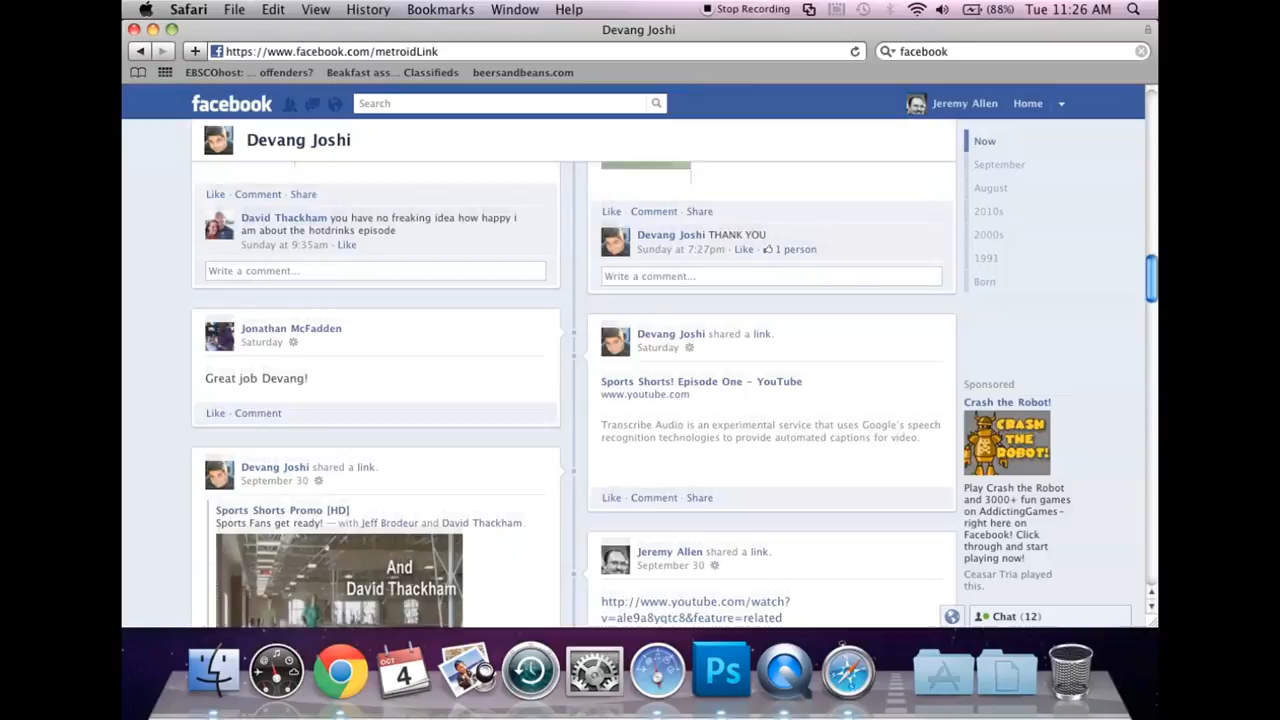 Safari File Edit View History Bookmarks Window Help Stop Recording (88%) Tue 11:26 AM
Devang Joshi
https://www.facebook.com/metroidLink facebook
EBSCOhost: ... offenders? Beakfast ass... Classifieds beersandbeans.com
facebook Search Jeremy Allen Home
Devang Joshi
Like · Comment · Share
David Thackham you have no freaking idea how happy i
am about the hotdrinks episode
Sunday at 9:35am · Like
Write a comment...
Jonathan McFadden
Saturday
Great job Devang!
Like · Comment
Devang Joshi shared a link.
September 30
Sports Shorts Promo [HD]
Sports Fans get ready! — with Jeff Brodeur and David Thackham.
And
David Thackham
Like · Comment · Share
Devang Joshi THANK YOU
Sunday at 7:27pm · Like · 1 person
Write a comment...
Devang Joshi shared a link.
Saturday
Sports Shorts! Episode One - YouTube
www.youtube.com
Transcribe Audio is an experimental service that uses Google's speech
recognition technologies to provide automated captions for video.
Like · Comment · Share
Jeremy Allen shared a link.
September 30
http://www.youtube.com/watch?
v=ale9a8yqtc8&feature=related
Now
September
August
2010s
2000s
1991
Born
Sponsored
Crash the Robot!
CRASH
THE
ROBOT!
Play Crash the Robot
and 3000+ fun games
on AddictingGames-
right here on
Facebook! Click
through and start
playing now!
Ceasar Tria played
this.
Chat (12)
OCT
4
Ps